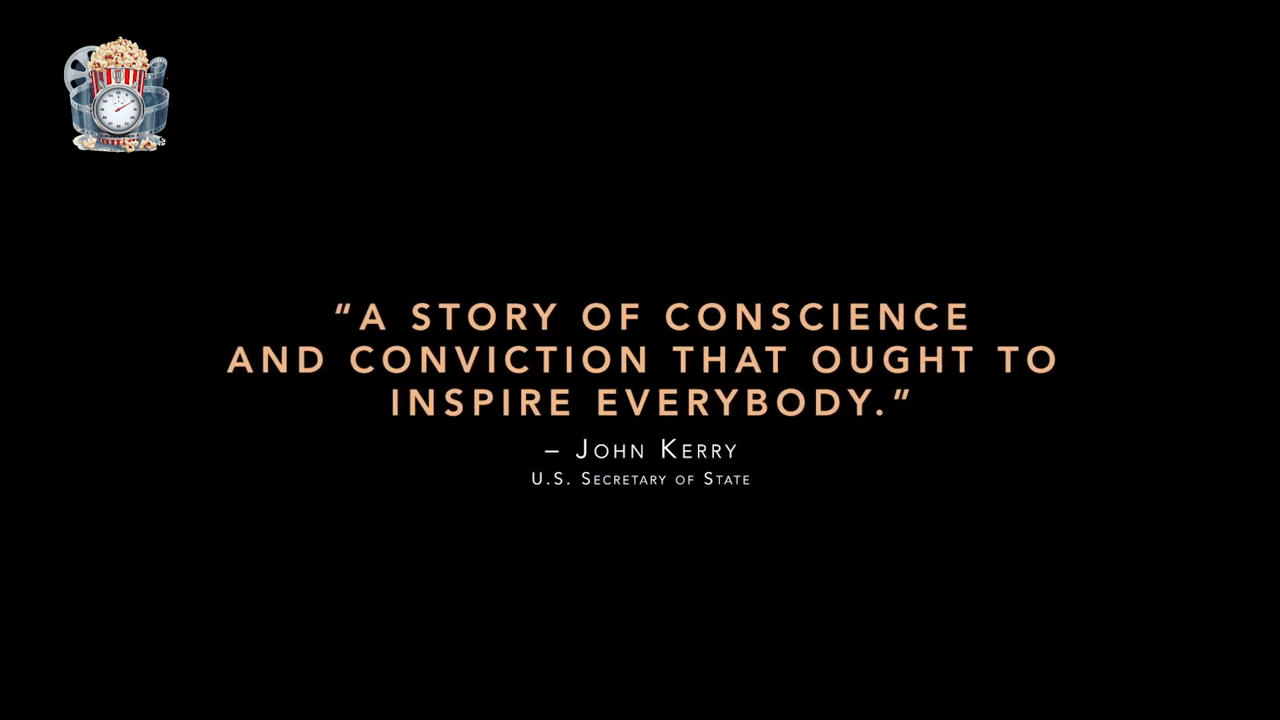 “A STORY OF CONSCIENCE
AND CONVICTION THAT OUGHT TO
INSPIRE EVERYBODY.”
– JOHN KERRY
U.S. SECRETARY OF STATE